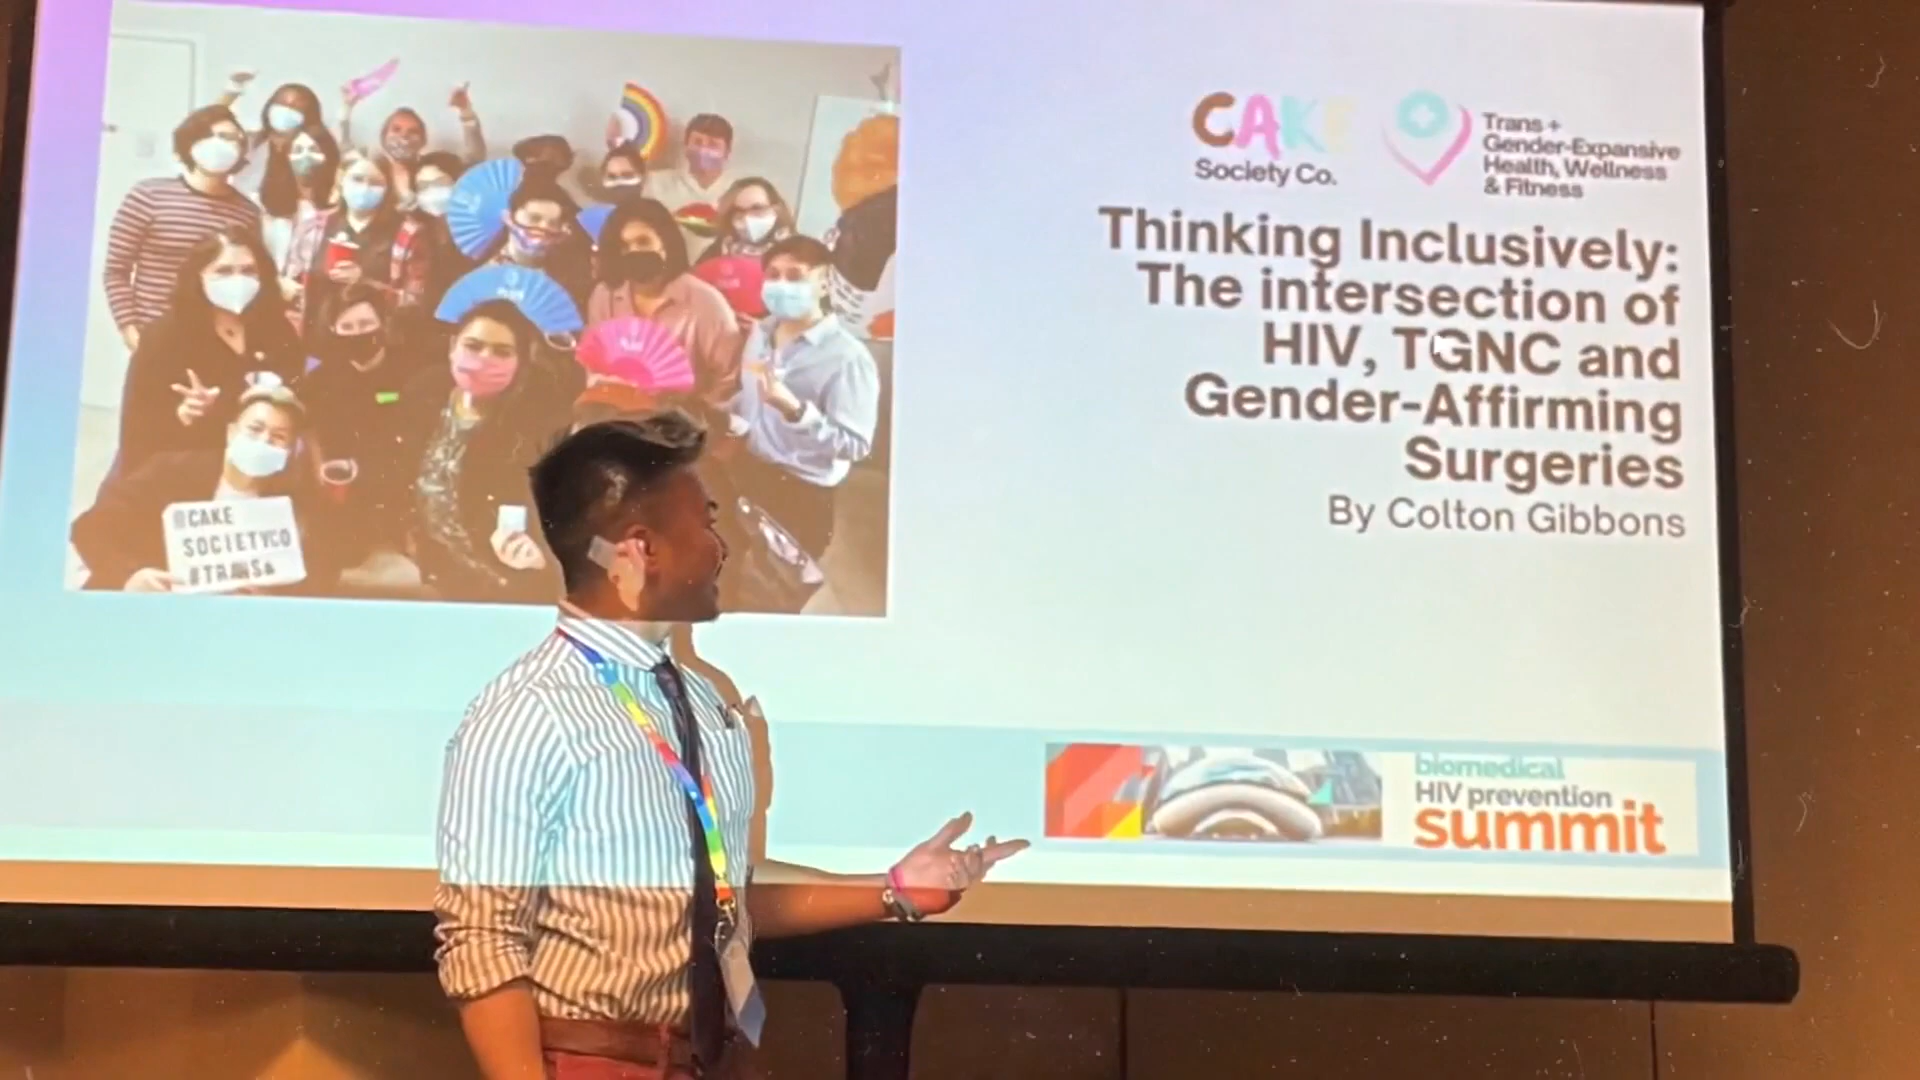 CAKE
Society Co.
Trans +
Gender-Expansive
Health, Wellness
& Fitness
Thinking Inclusively:
The intersection of
HIV, TGNC and
Gender-Affirming
Surgeries
By Colton Gibbons
@CAKE
SOCIETYCO
#TRANS&
biomedical
HIV prevention
summit